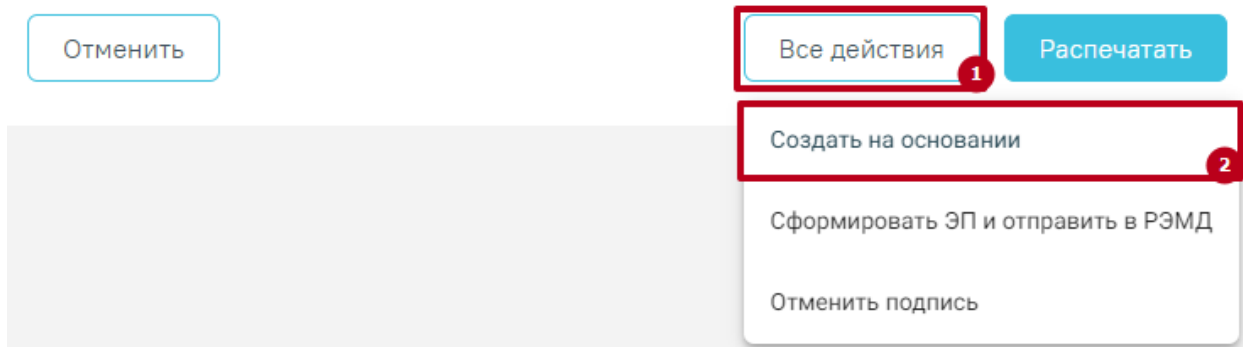 Отменить
Все действия
1
Распечатать
Создать на основании
2
Сформировать ЭП и отправить в РЭМД
Отменить подпись